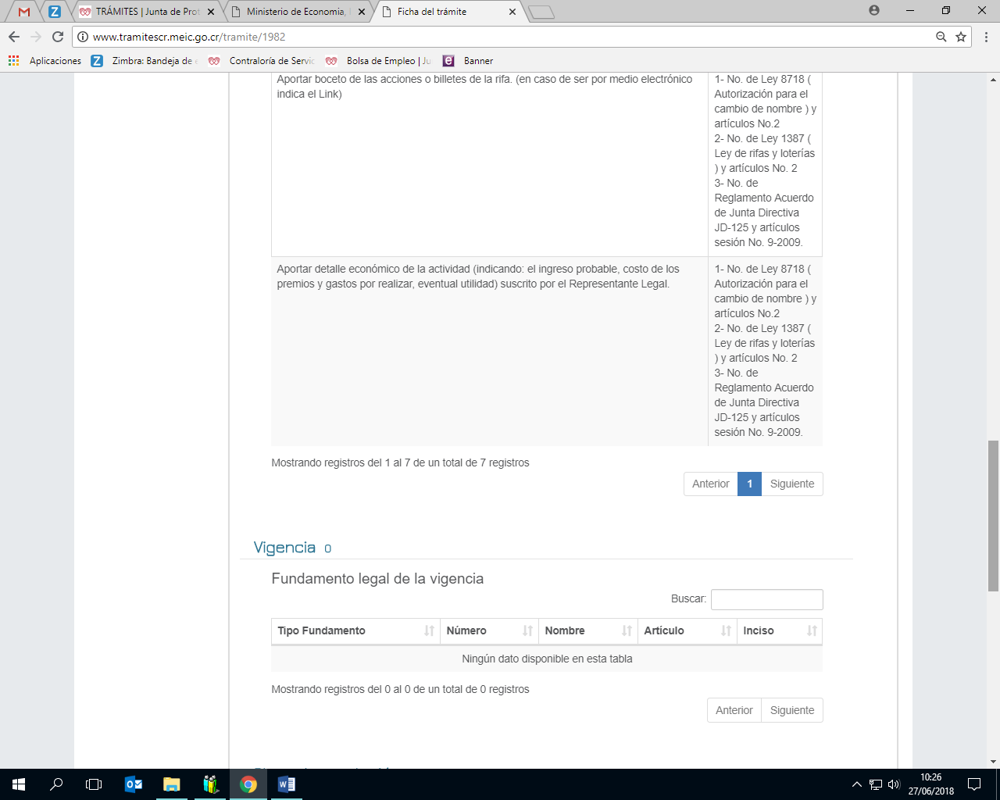 TRÁMITES | Junta de Prot
Ministerio de Economia,
Ficha del trámite
www.tramitescr.meic.go.cr/tramite/1982
Aplicaciones
Zimbra: Bandeja de e
Contraloría de Servic
Bolsa de Empleo | Ju
Banner
Aportar boceto de las acciones o billetes de la rifa. (en caso de ser por medio electrónico
indica el Link)
1- No. de Ley 8718 (
Autorización para el
cambio de nombre ) y
artículos No.2
2- No. de Ley 1387 (
Ley de rifas y loterías
) y artículos No. 2
3- No. de
Reglamento Acuerdo
de Junta Directiva
JD-125 y artículos
sesión No. 9-2009.
Aportar detalle económico de la actividad (indicando: el ingreso probable, costo de los
premios y gastos por realizar, eventual utilidad) suscrito por el Representante Legal.
1- No. de Ley 8718 (
Autorización para el
cambio de nombre ) y
artículos No.2
2- No. de Ley 1387 (
Ley de rifas y loterías
) y artículos No. 2
3- No. de
Reglamento Acuerdo
de Junta Directiva
JD-125 y artículos
sesión No. 9-2009.
Mostrando registros del 1 al 7 de un total de 7 registros
Anterior 1 Siguiente
Vigencia 0
Fundamento legal de la vigencia
Buscar:
Tipo Fundamento Número Nombre Artículo Inciso
Ningún dato disponible en esta tabla
Mostrando registros del 0 al 0 de un total de 0 registros
Anterior Siguiente
10:26
27/06/2018